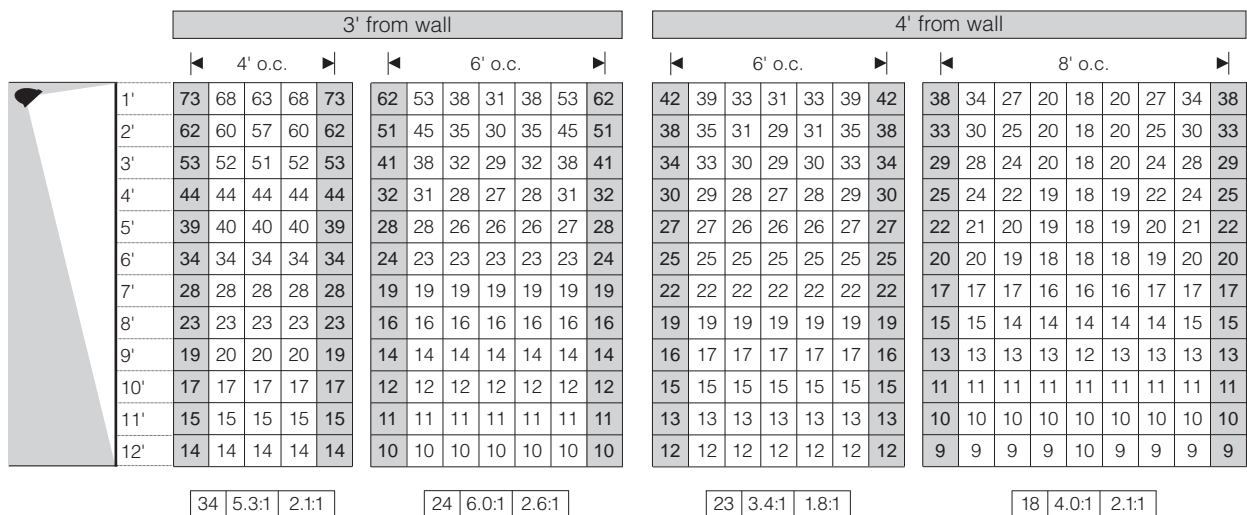 3' from wall 4' from wall
4' o.c. 6' o.c. 6' o.c. 8' o.c.
1' 73 68 63 68 73 62 53 38 31 38 53 62 42 39 33 31 33 39 42 38 34 27 20 18 20 27 34 38
2' 62 60 57 60 62 51 45 35 30 35 45 51 38 35 31 29 31 35 38 33 30 25 20 18 20 25 30 33
3' 53 52 51 52 53 41 38 32 29 32 38 41 34 33 30 29 30 33 34 29 28 24 20 18 20 24 28 29
4' 44 44 44 44 44 32 31 28 27 28 31 32 30 29 28 27 28 29 30 25 24 22 19 18 19 22 24 25
5' 39 40 40 40 39 28 28 26 26 26 27 28 27 27 26 26 26 27 27 22 21 20 19 18 19 20 21 22
6' 34 34 34 34 34 24 23 23 23 23 23 24 25 25 25 25 25 25 25 20 20 19 18 18 18 19 20 20
7' 28 28 28 28 28 19 19 19 19 19 19 19 22 22 22 22 22 22 22 17 17 17 16 16 16 17 17 17
8' 23 23 23 23 23 16 16 16 16 16 16 16 19 19 19 19 19 19 19 15 15 14 14 14 14 14 15 15
9' 19 20 20 20 19 14 14 14 14 14 14 14 16 17 17 17 17 17 16 13 13 13 13 12 13 13 13 13
10' 17 17 17 17 17 12 12 12 12 12 12 12 15 15 15 15 15 15 15 11 11 11 11 11 11 11 11 11
11' 15 15 15 15 15 11 11 11 11 11 11 11 13 13 13 13 13 13 13 10 10 10 10 10 10 10 10 10
12' 14 14 14 14 14 10 10 10 10 10 10 10 12 12 12 12 12 12 12 9 9 9 9 10 9 9 9 9
34 5.3:1 2.1:1 24 6.0:1 2.6:1 23 3.4:1 1.8:1 18 4.0:1 2.1:1